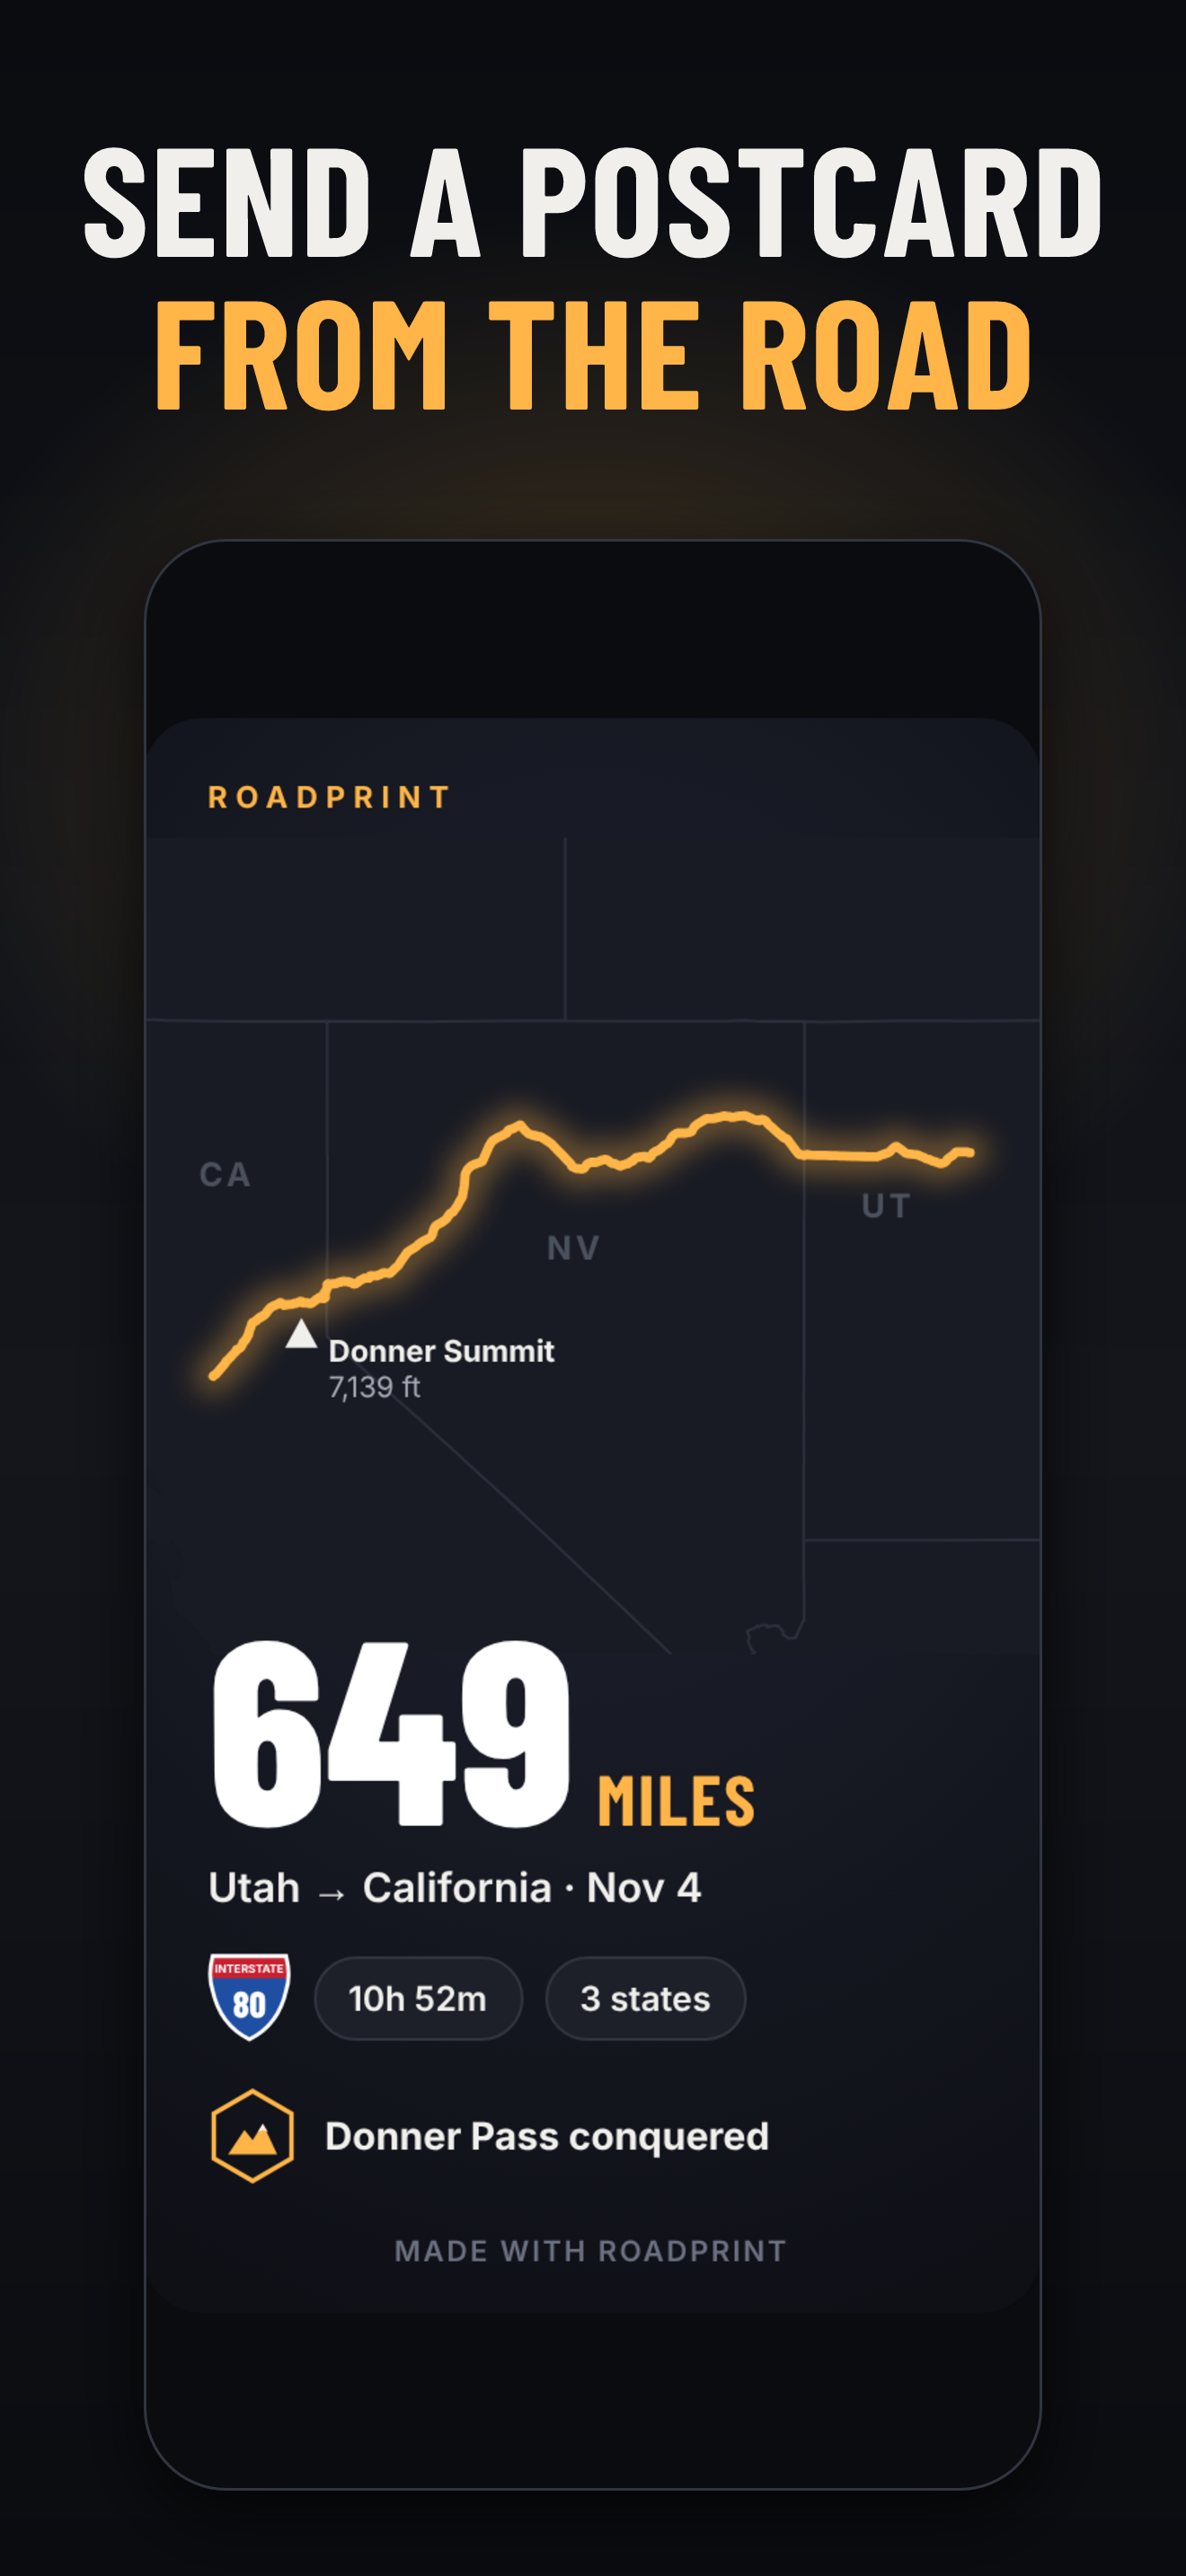 SEND A POSTCARD
FROM THE ROAD
ROADPRINT
CA
UT
NV
Donner Summit
7,139 ft
649 MILES
Utah → California · Nov 4
INTERSTATE
80
10h 52m
3 states
Donner Pass conquered
MADE WITH ROADPRINT